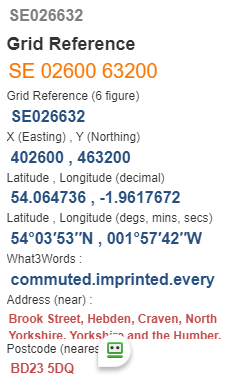 SE026632
Grid Reference
SE 02600 63200
Grid Reference (6 figure)
SE026632
X (Easting) , Y (Northing)
402600 , 463200
Latitude , Longitude (decimal)
54.064736 , -1.9617672
Latitude , Longitude (degs, mins, secs)
54°03′53″N , 001°57′42″W
What3Words :
commuted.imprinted.every
Address (near) :
Brook Street, Hebden, Craven, North
Yorkshire, Yorkshire and the Humber,
Postcode (neares
BD23 5DQ